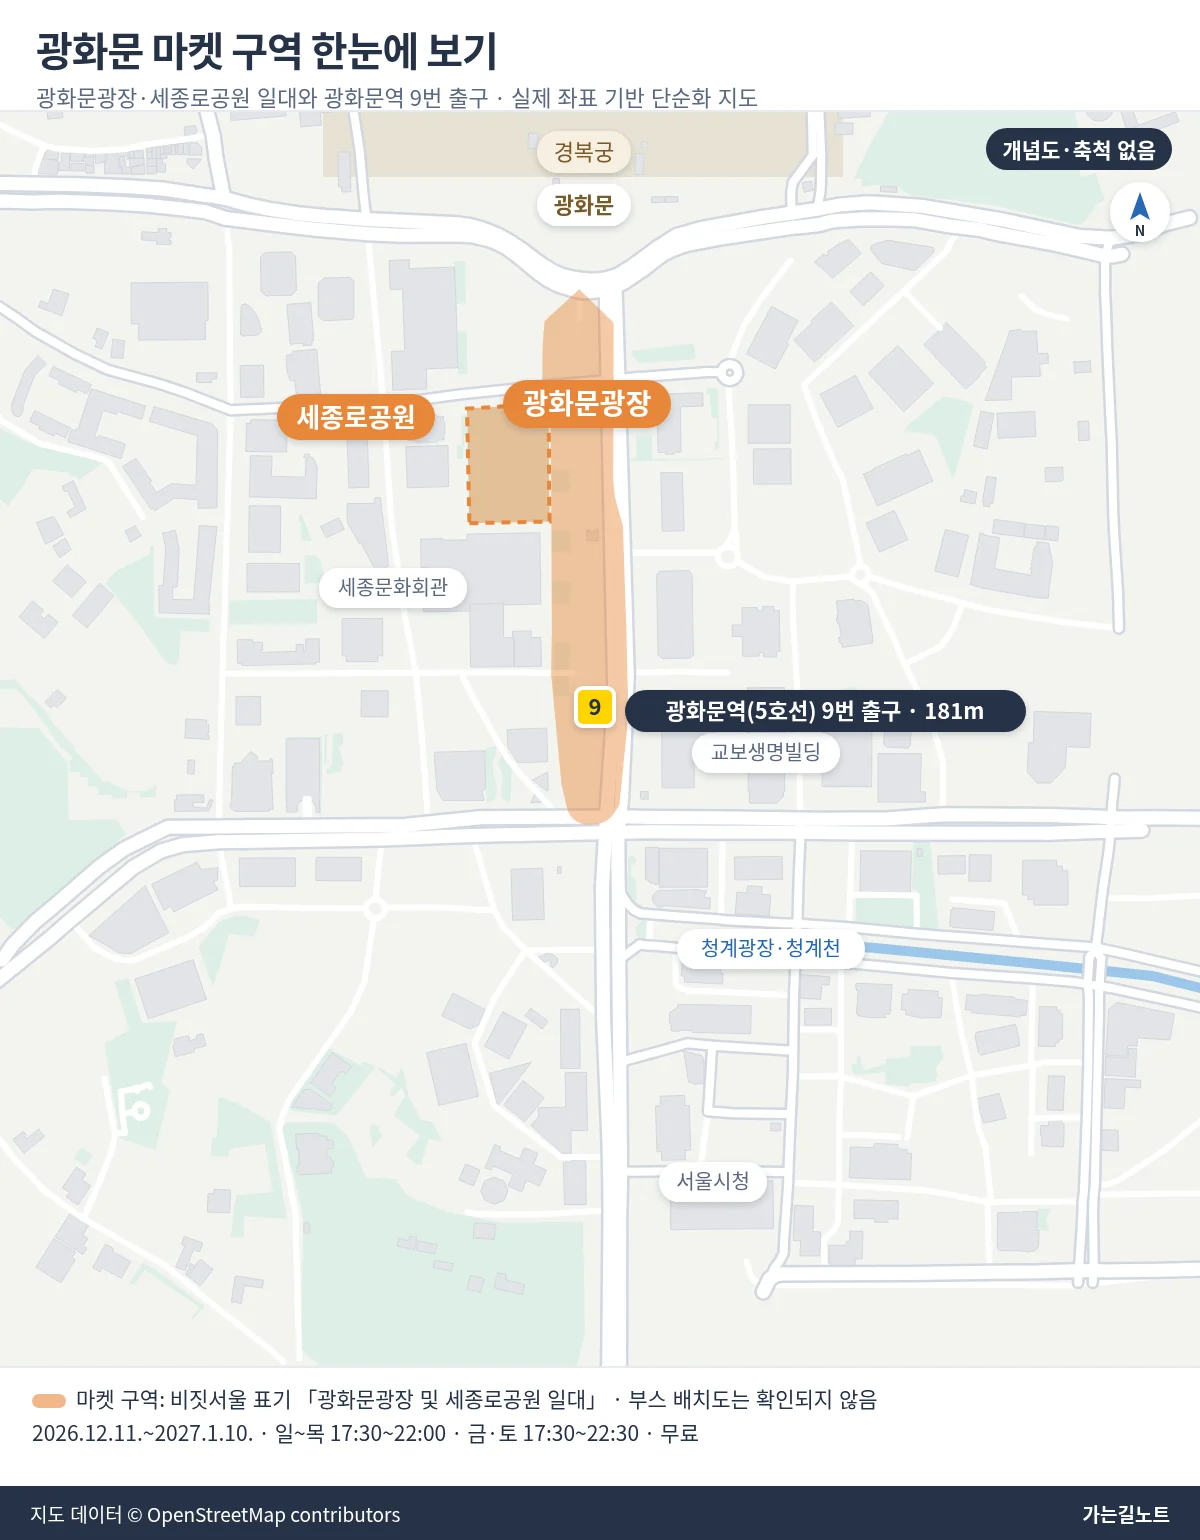 광화문 마켓 구역 한눈에 보기
광화문광장·세종로공원 일대와 광화문역 9번 출구 · 실제 좌표 기반 단순화 지도
개념도·축척 없음
경복궁
광화문
N
광화문광장
세종로공원
세종문화회관
9
광화문역(5호선) 9번 출구 · 181m
교보생명빌딩
청계광장·청계천
서울시청
마켓 구역: 비짓서울 표기 「광화문광장 및 세종로공원 일대」 · 부스 배치도는 확인되지 않음
2026.12.11.~2027.1.10. · 일~목 17:30~22:00 · 금·토 17:30~22:30 · 무료
지도 데이터 © OpenStreetMap contributors
가는길노트